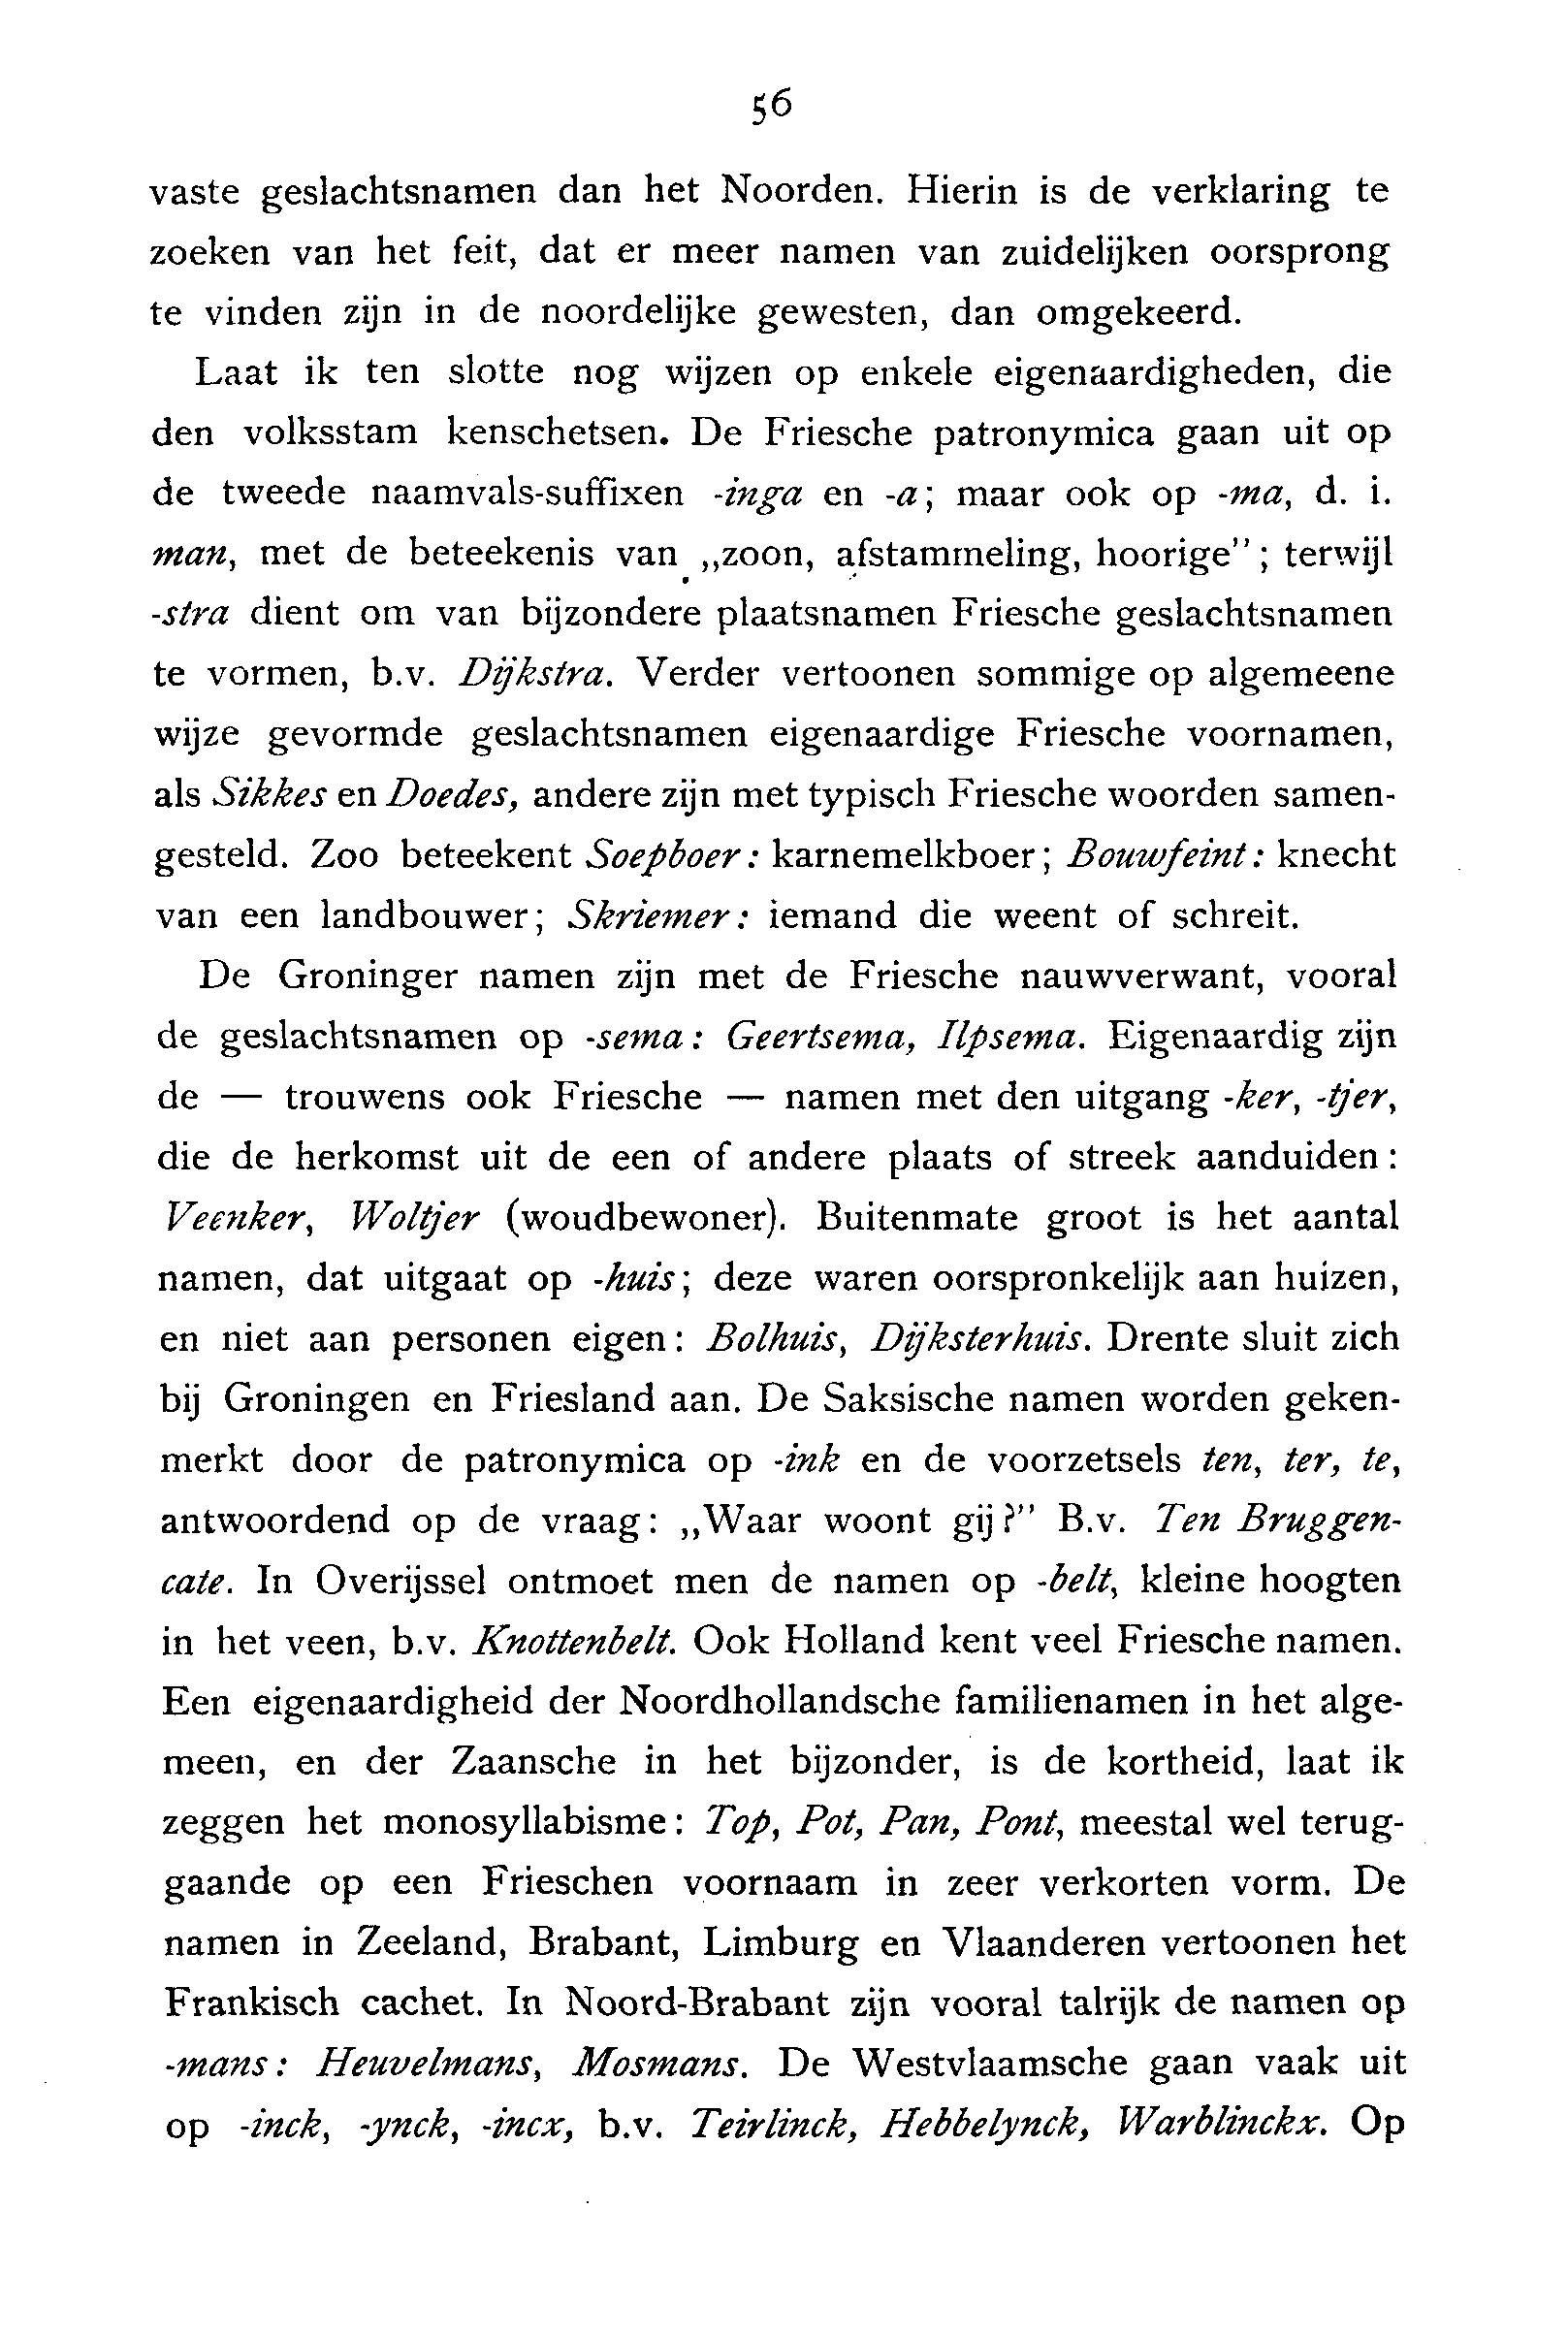 56
vaste geslachtsnamen dan het Noorden. Hierin is de verklaring te
zoeken van het feit, dat er meer namen van zuidelijken oorsprong
te vinden zijn in de noordelijke gewesten, dan omgekeerd.
Laat ik ten slotte nog wijzen op enkele eigenaardigheden, die
den volksstam kenschetsen. De Friesche patronymica gaan uit op
de tweede naamvals-suffixen -inga en -a; maar ook op -ma, d. i.
man, met de beteekenis van „zoon, afstammeling, hoorige"; terwijl
-stra dient om van bijzondere plaatsnamen Friesche geslachtsnamen
te vormen, b.v. Dijkstra. Verder vertoonen sommige op algemeene
wijze gevormde geslachtsnamen eigenaardige Friesche voornamen,
als Sikkes en Doedes, andere zijn met typisch Friesche woorden samen-
gesteld. Zoo beteekent Soepboer: karnemelkboer; Bouwfeint: knecht
van een landbouwer; Skriemer: iemand die weent of schreit.
De Groninger namen zijn met de Friesche nauwverwant, vooral
de geslachtsnamen op -sema: Geertsema, Ilpsema. Eigenaardig zijn
de — trouwens ook Friesche — namen met den uitgang -ker, -tjer,
die de herkomst uit de een of andere plaats of streek aanduiden:
Veenker, Woltjer (woudbewoner). Buitenmate groot is het aantal
namen, dat uitgaat op -huis; deze waren oorspronkelijk aan huizen,
en niet aan personen eigen: Bolhuis, Dijksterhuis. Drente sluit zich
bij Groningen en Friesland aan. De Saksische namen worden geken-
merkt door de patronymica op -ink en de voorzetsels ten, ter, te,
antwoordend op de vraag: „Waar woont gij?" B.v. Ten Bruggen-
cate. In Overijssel ontmoet men de namen op -belt, kleine hoogten
in het veen, b.v. Knottenbelt. Ook Holland kent veel Friesche namen.
Een eigenaardigheid der Noordhollandsche familienamen in het alge-
meen, en der Zaansche in het bijzonder, is de kortheid, laat ik
zeggen het monosyllabisme: Top, Pot, Pan, Pont, meestal wel terug-
gaande op een Frieschen voornaam in zeer verkorten vorm. De
namen in Zeeland, Brabant, Limburg en Vlaanderen vertoonen het
Frankisch cachet. In Noord-Brabant zijn vooral talrijk de namen op
-mans: Heuvelmans, Mosmans. De Westvlaamsche gaan vaak uit
op -inck, -ynck, -incx, b.v. Teirlinck, Hebbelynck, Warblinckx. Op